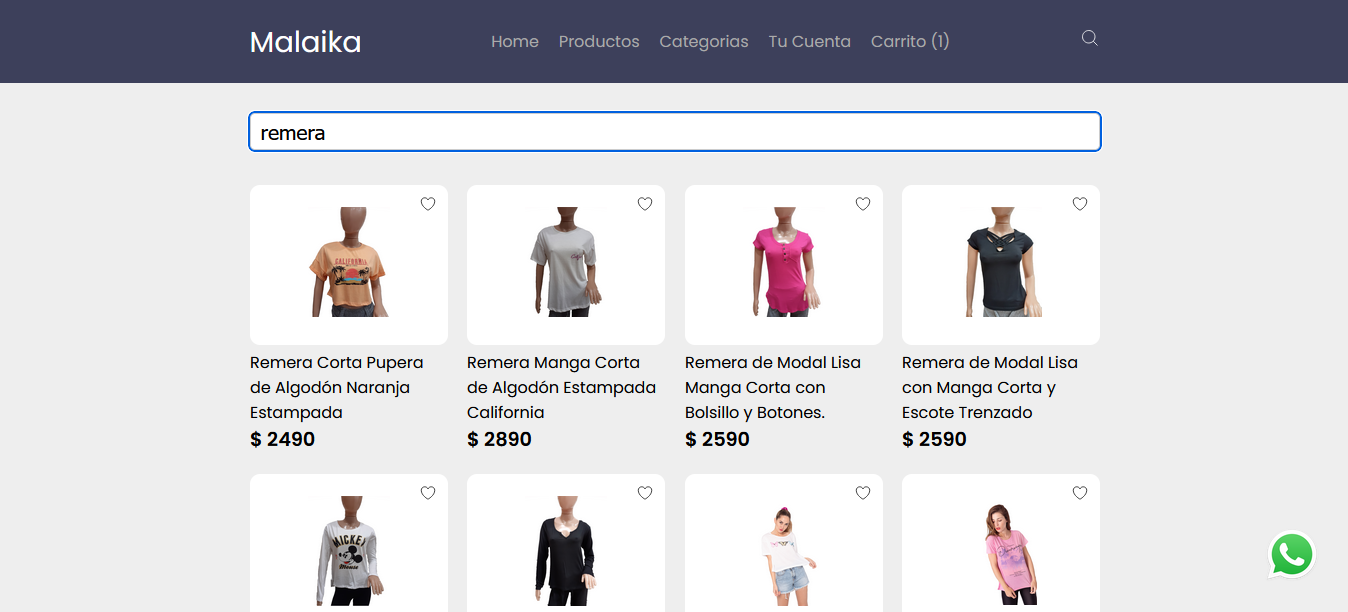 Malaika
Home Productos Categorias Tu Cuenta Carrito (1)
remera
Remera Corta Pupera
de Algodón Naranja
Estampada
$ 2490
Remera Manga Corta
de Algodón Estampada
California
$ 2890
Remera de Modal Lisa
Manga Corta con
Bolsillo y Botones.
$ 2590
Remera de Modal Lisa
con Manga Corta y
Escote Trenzado
$ 2590
CALIFORNIA
MICKEY
Mouse